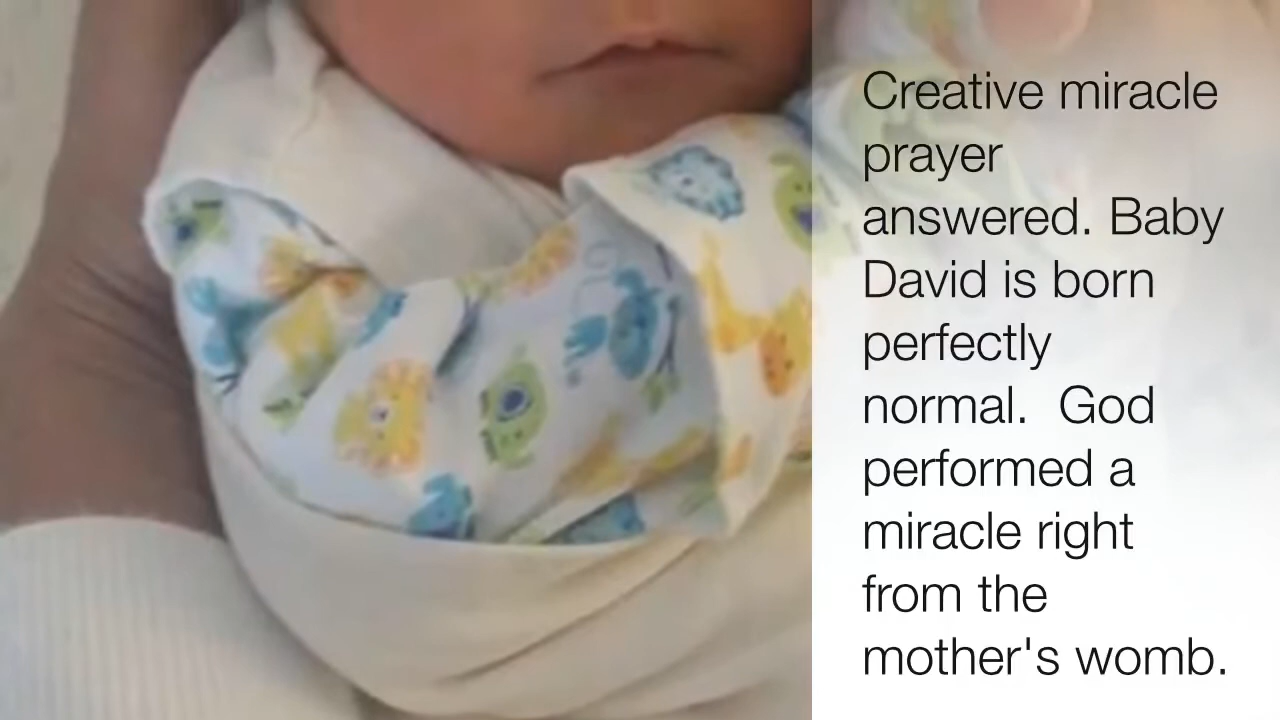 Creative miracle
prayer
answered. Baby
David is born
perfectly
normal.  God
performed a
miracle right
from the
mother's womb.